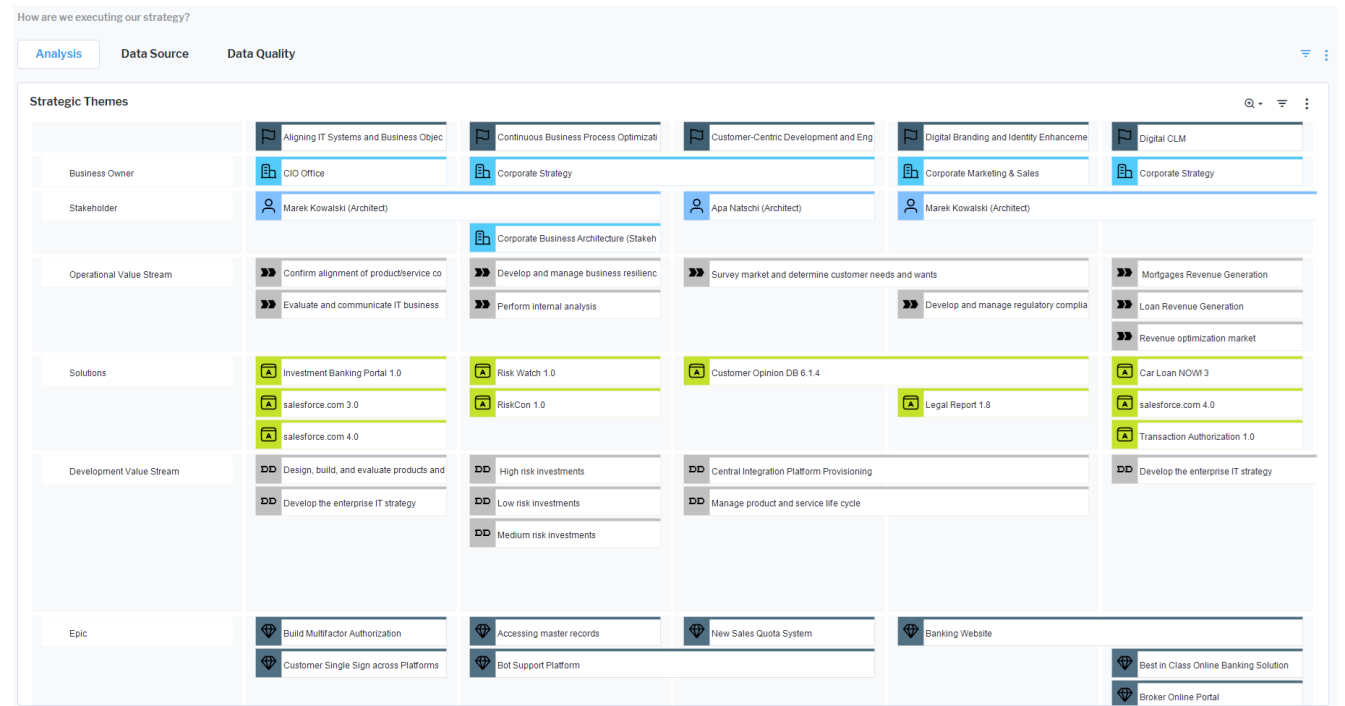 How are we executing our strategy?
Analysis Data Source Data Quality
Strategic Themes
Aligning IT Systems and Business Objec Continuous Business Process Optimizati Customer-Centric Development and Eng Digital Branding and Identity Enhanceme Digital CLM
Business Owner CIO Office Corporate Strategy Corporate Marketing & Sales Corporate Strategy
Stakeholder Marek Kowalski (Architect) Apa Natschi (Architect) Marek Kowalski (Architect)
Corporate Business Architecture (Stakeh
Operational Value Stream Confirm alignment of product/service co Develop and manage business resilienc Survey market and determine customer needs and wants Mortgages Revenue Generation
Evaluate and communicate IT business Perform internal analysis Develop and manage regulatory complia Loan Revenue Generation
Revenue optimization market
Solutions Investment Banking Portal 1.0 Risk Watch 1.0 Customer Opinion DB 6.1.4 Car Loan NOW! 3
salesforce.com 3.0 RiskCon 1.0 Legal Report 1.8 salesforce.com 4.0
salesforce.com 4.0 Transaction Authorization 1.0
Development Value Stream Design, build, and evaluate products and High risk investments Central Integration Platform Provisioning Develop the enterprise IT strategy
Develop the enterprise IT strategy Low risk investments Manage product and service life cycle
Medium risk investments
Epic Build Multifactor Authorization Accessing master records New Sales Quota System Banking Website
Customer Single Sign across Platforms Bot Support Platform Best in Class Online Banking Solution
Broker Online Portal